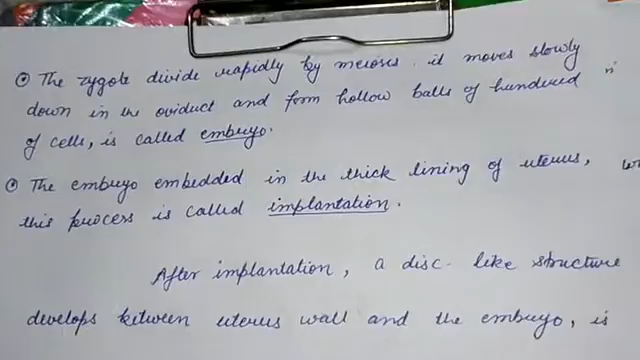 The zygote divide rapidly by meiosis. it moves slowly
down in the oviduct and form hollow balls of hundered
of cells, is called embryo.
The embryo embedded in the thick lining of uterus,
this process is called implantation.
After implantation, a disc-like structure
develops between uterus wall and the embryo, is